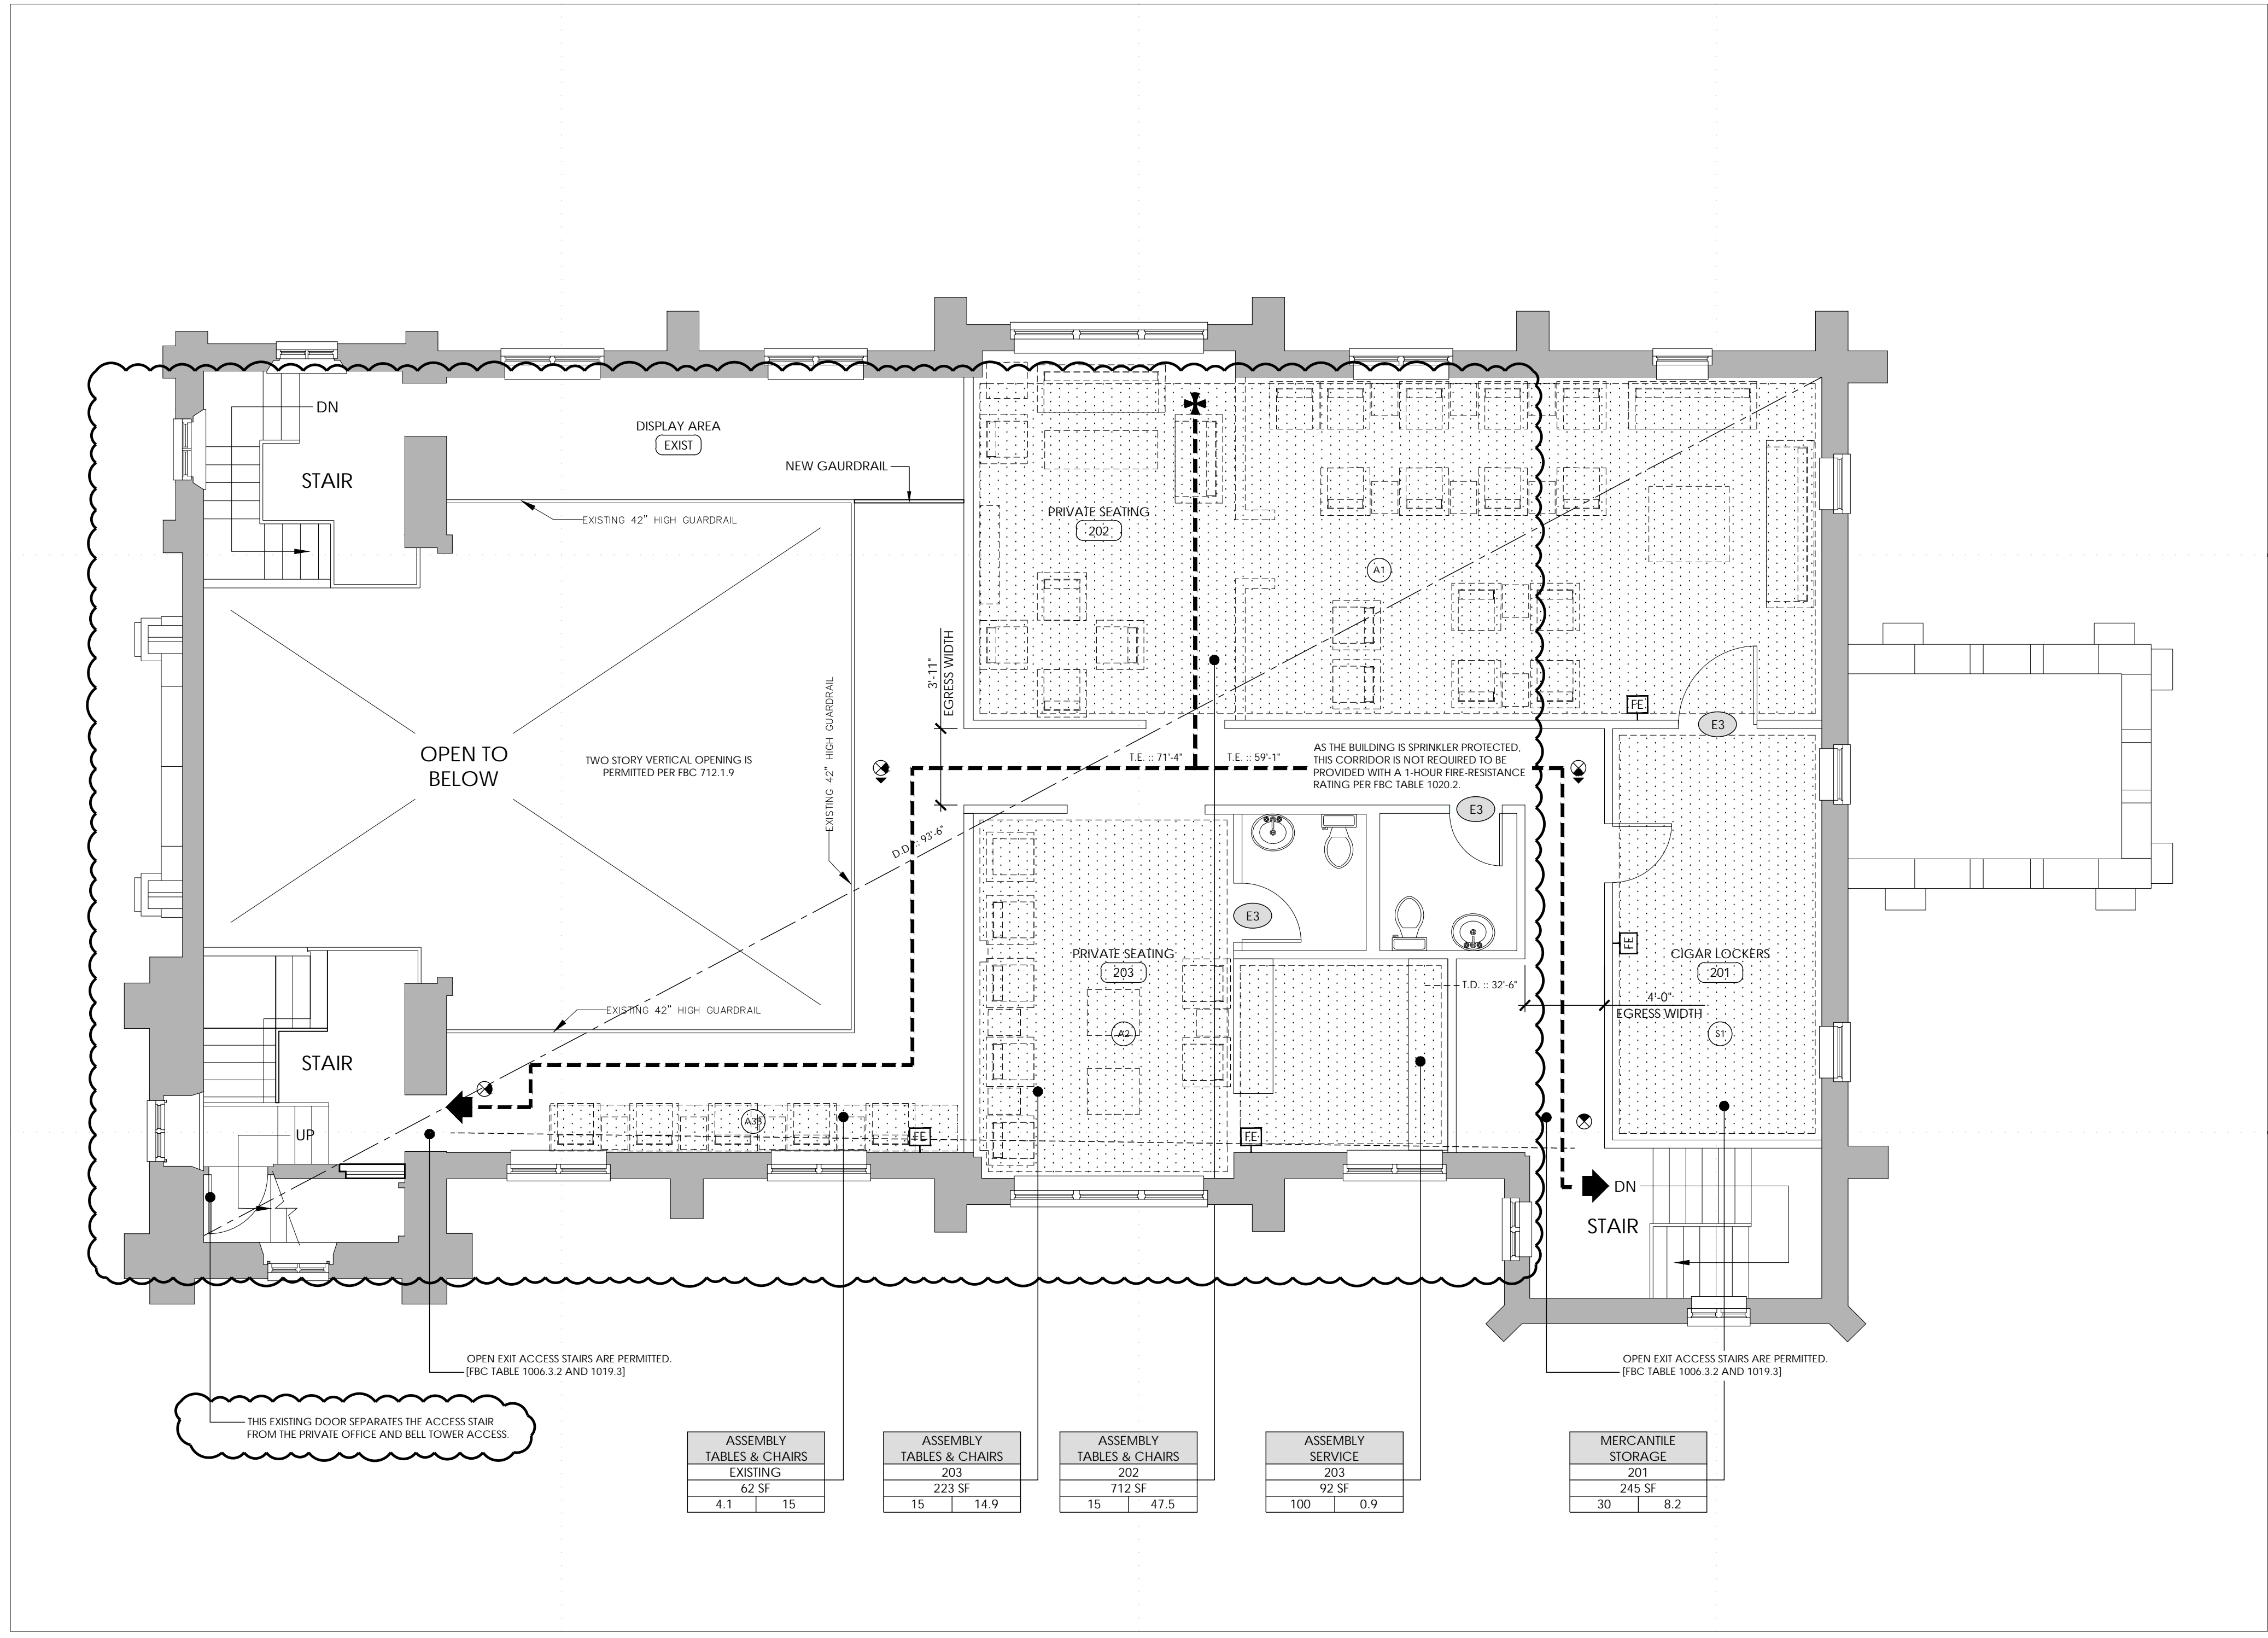 DN
STAIR
DISPLAY AREA
EXIST
NEW GAURDRAIL
EXISTING 42" HIGH GUARDRAIL
PRIVATE SEATING
202
A1
3'-11"
EGRESS WIDTH
FE
E3
OPEN TO
BELOW
TWO STORY VERTICAL OPENING IS
PERMITTED PER FBC 712.1.9
EXISTING 42" HIGH GUARDRAIL
T.E. :: 71'-4"
T.E. :: 59'-1"
AS THE BUILDING IS SPRINKLER PROTECTED,
THIS CORRIDOR IS NOT REQUIRED TO BE
PROVIDED WITH A 1-HOUR FIRE-RESISTANCE
RATING PER FBC TABLE 1020.2.
E3
D.D. :: 93'-6"
E3
FE
PRIVATE SEATING
203
CIGAR LOCKERS
201
T.D. :: 32'-6"
4'-0"
EGRESS WIDTH
EXISTING 42" HIGH GUARDRAIL
A2
S1
STAIR
UP
A3B
FE
FE
DN
STAIR
OPEN EXIT ACCESS STAIRS ARE PERMITTED.
[FBC TABLE 1006.3.2 AND 1019.3]
OPEN EXIT ACCESS STAIRS ARE PERMITTED.
[FBC TABLE 1006.3.2 AND 1019.3]
THIS EXISTING DOOR SEPARATES THE ACCESS STAIR
FROM THE PRIVATE OFFICE AND BELL TOWER ACCESS.
ASSEMBLY
TABLES & CHAIRS
EXISTING
62 SF
4.1 15
ASSEMBLY
TABLES & CHAIRS
203
223 SF
15 14.9
ASSEMBLY
TABLES & CHAIRS
202
712 SF
15 47.5
ASSEMBLY
SERVICE
203
92 SF
100 0.9
MERCANTILE
STORAGE
201
245 SF
30 8.2